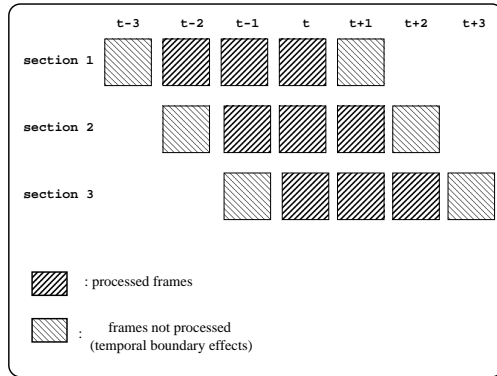 t-3 t-2 t-1 t t+1 t+2 t+3
section 1
section 2
section 3
: processed frames
: frames not processed
(temporal boundary effects)